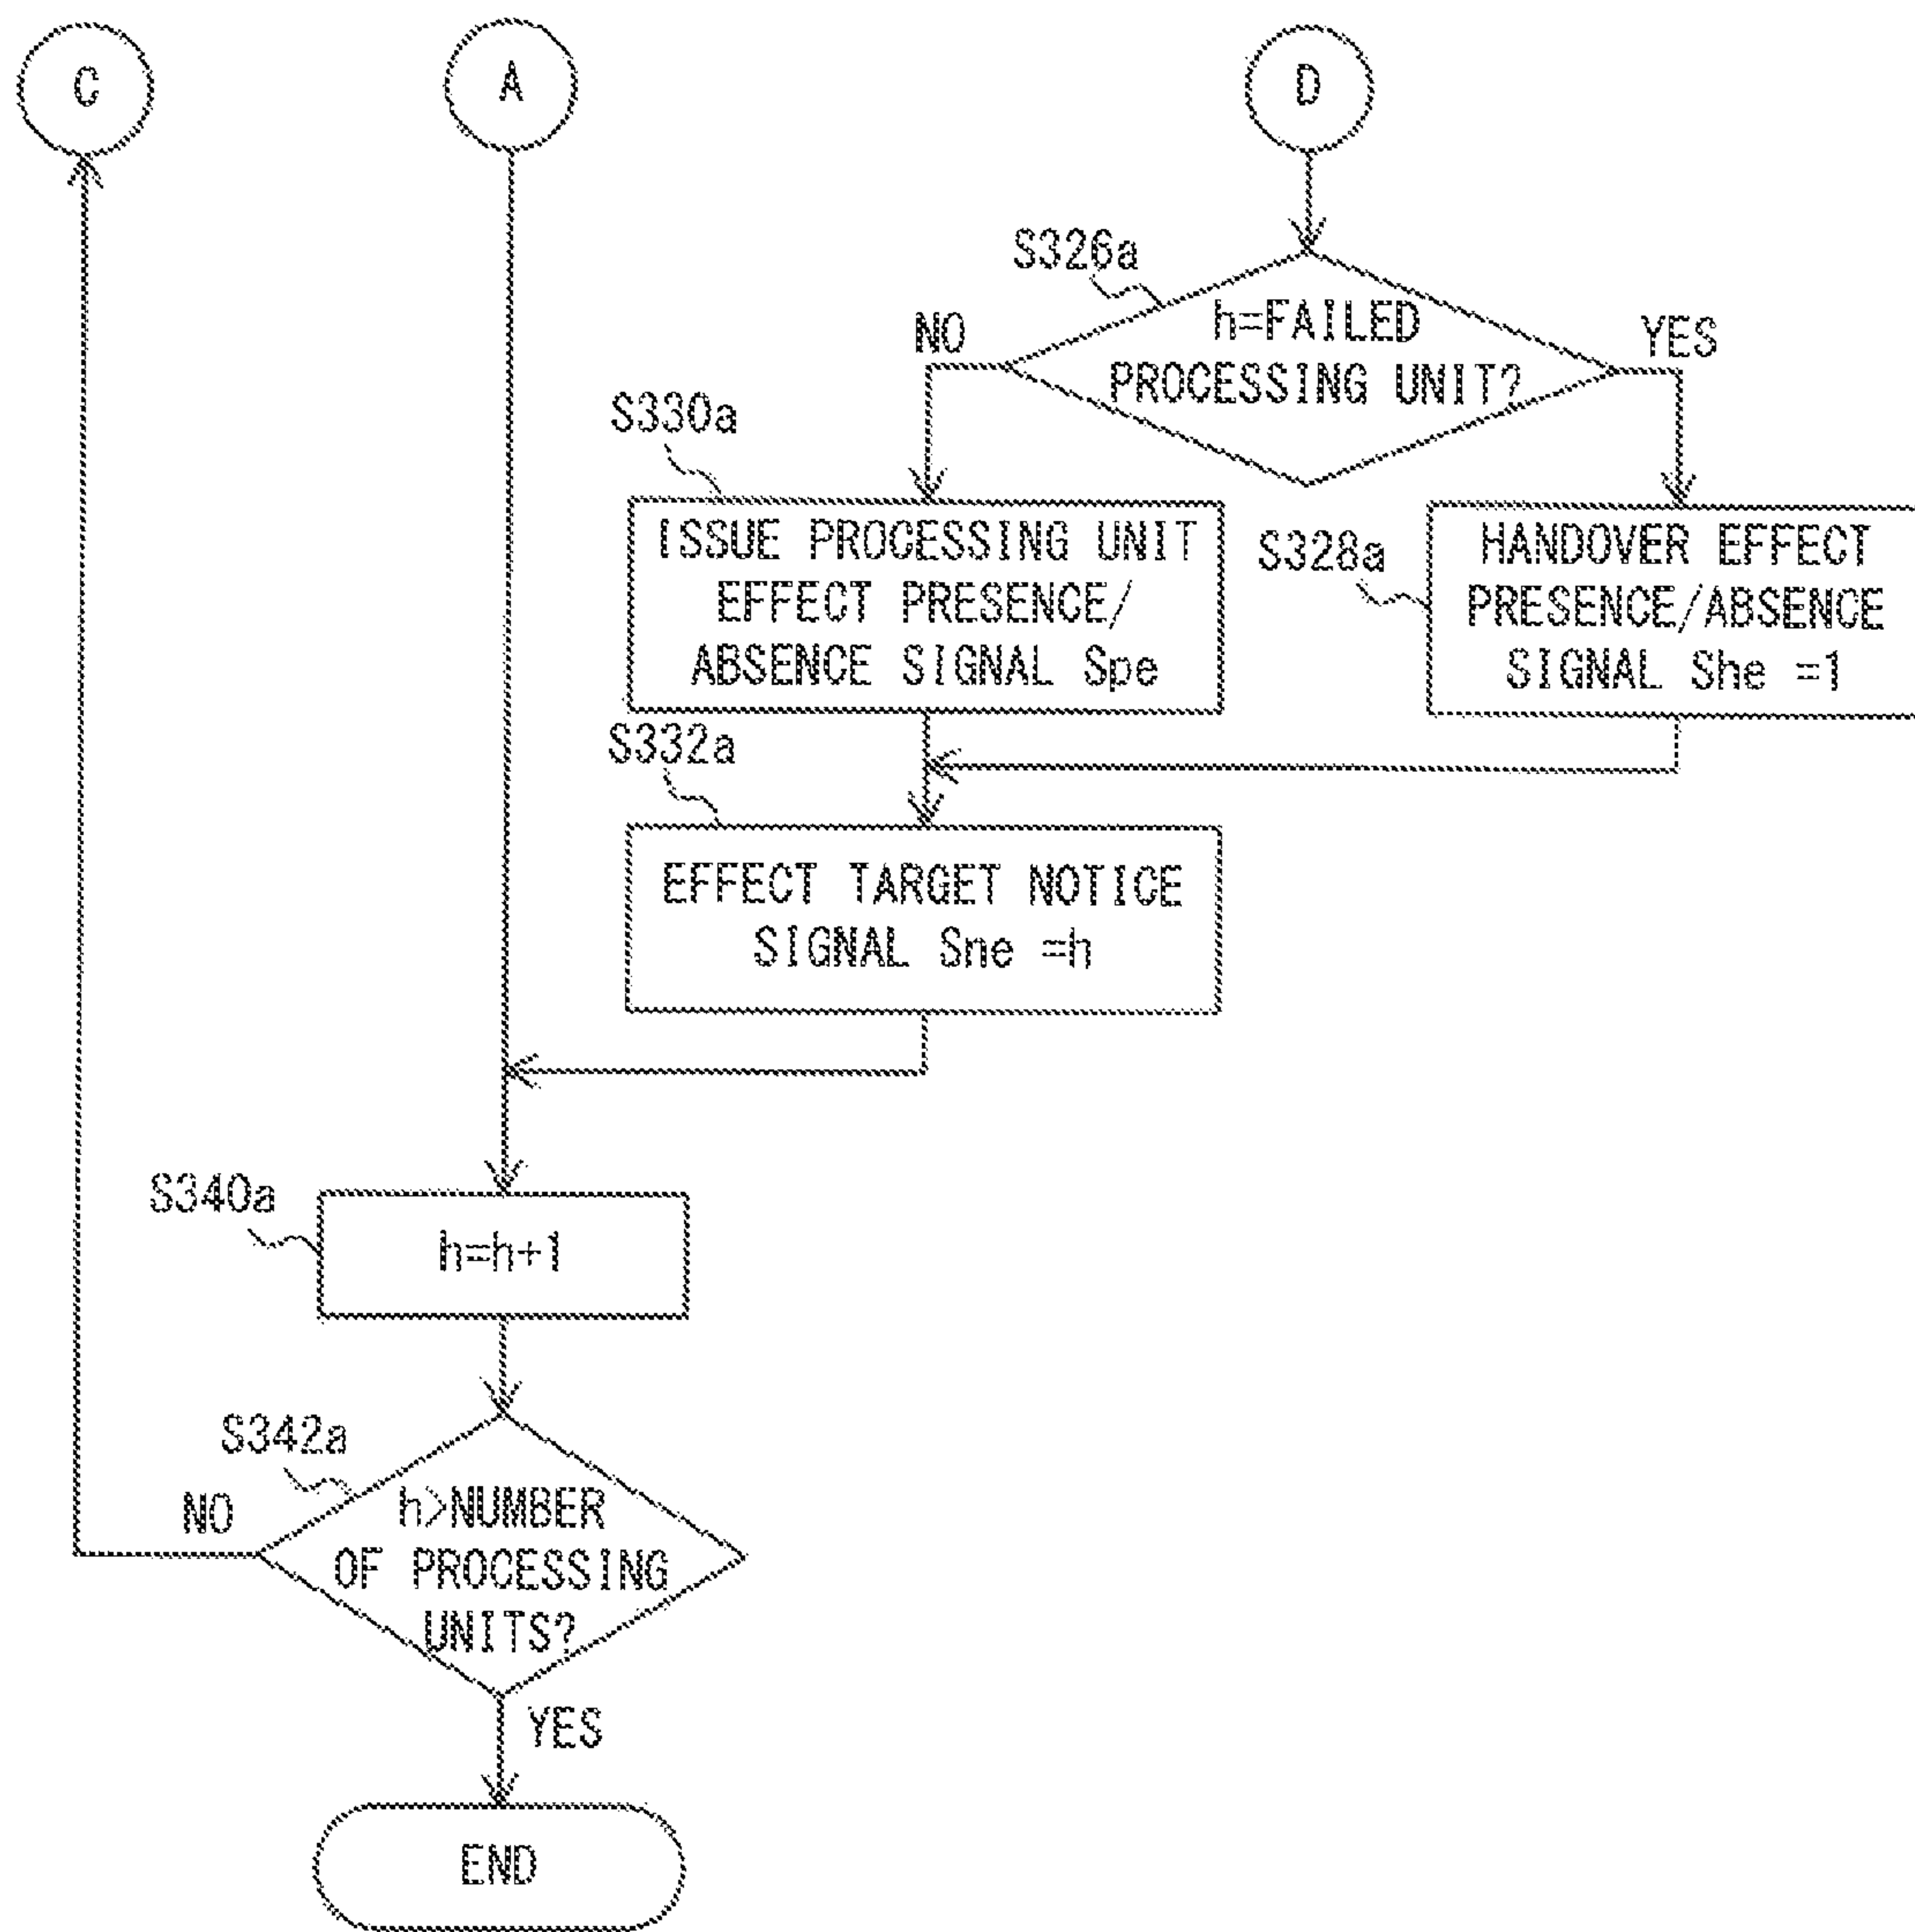 C
A
D
S326a
h=FAILED
PROCESSING UNIT?
NO
YES
S330a
ISSUE PROCESSING UNIT
EFFECT PRESENCE/
ABSENCE SIGNAL Spe
S328a
HANDOVER EFFECT
PRESENCE/ABSENCE
SIGNAL She =1
S332a
EFFECT TARGET NOTICE
SIGNAL Sne =h
S340a
h=h+1
S342a
h>NUMBER
OF PROCESSING
UNITS?
NO
YES
END